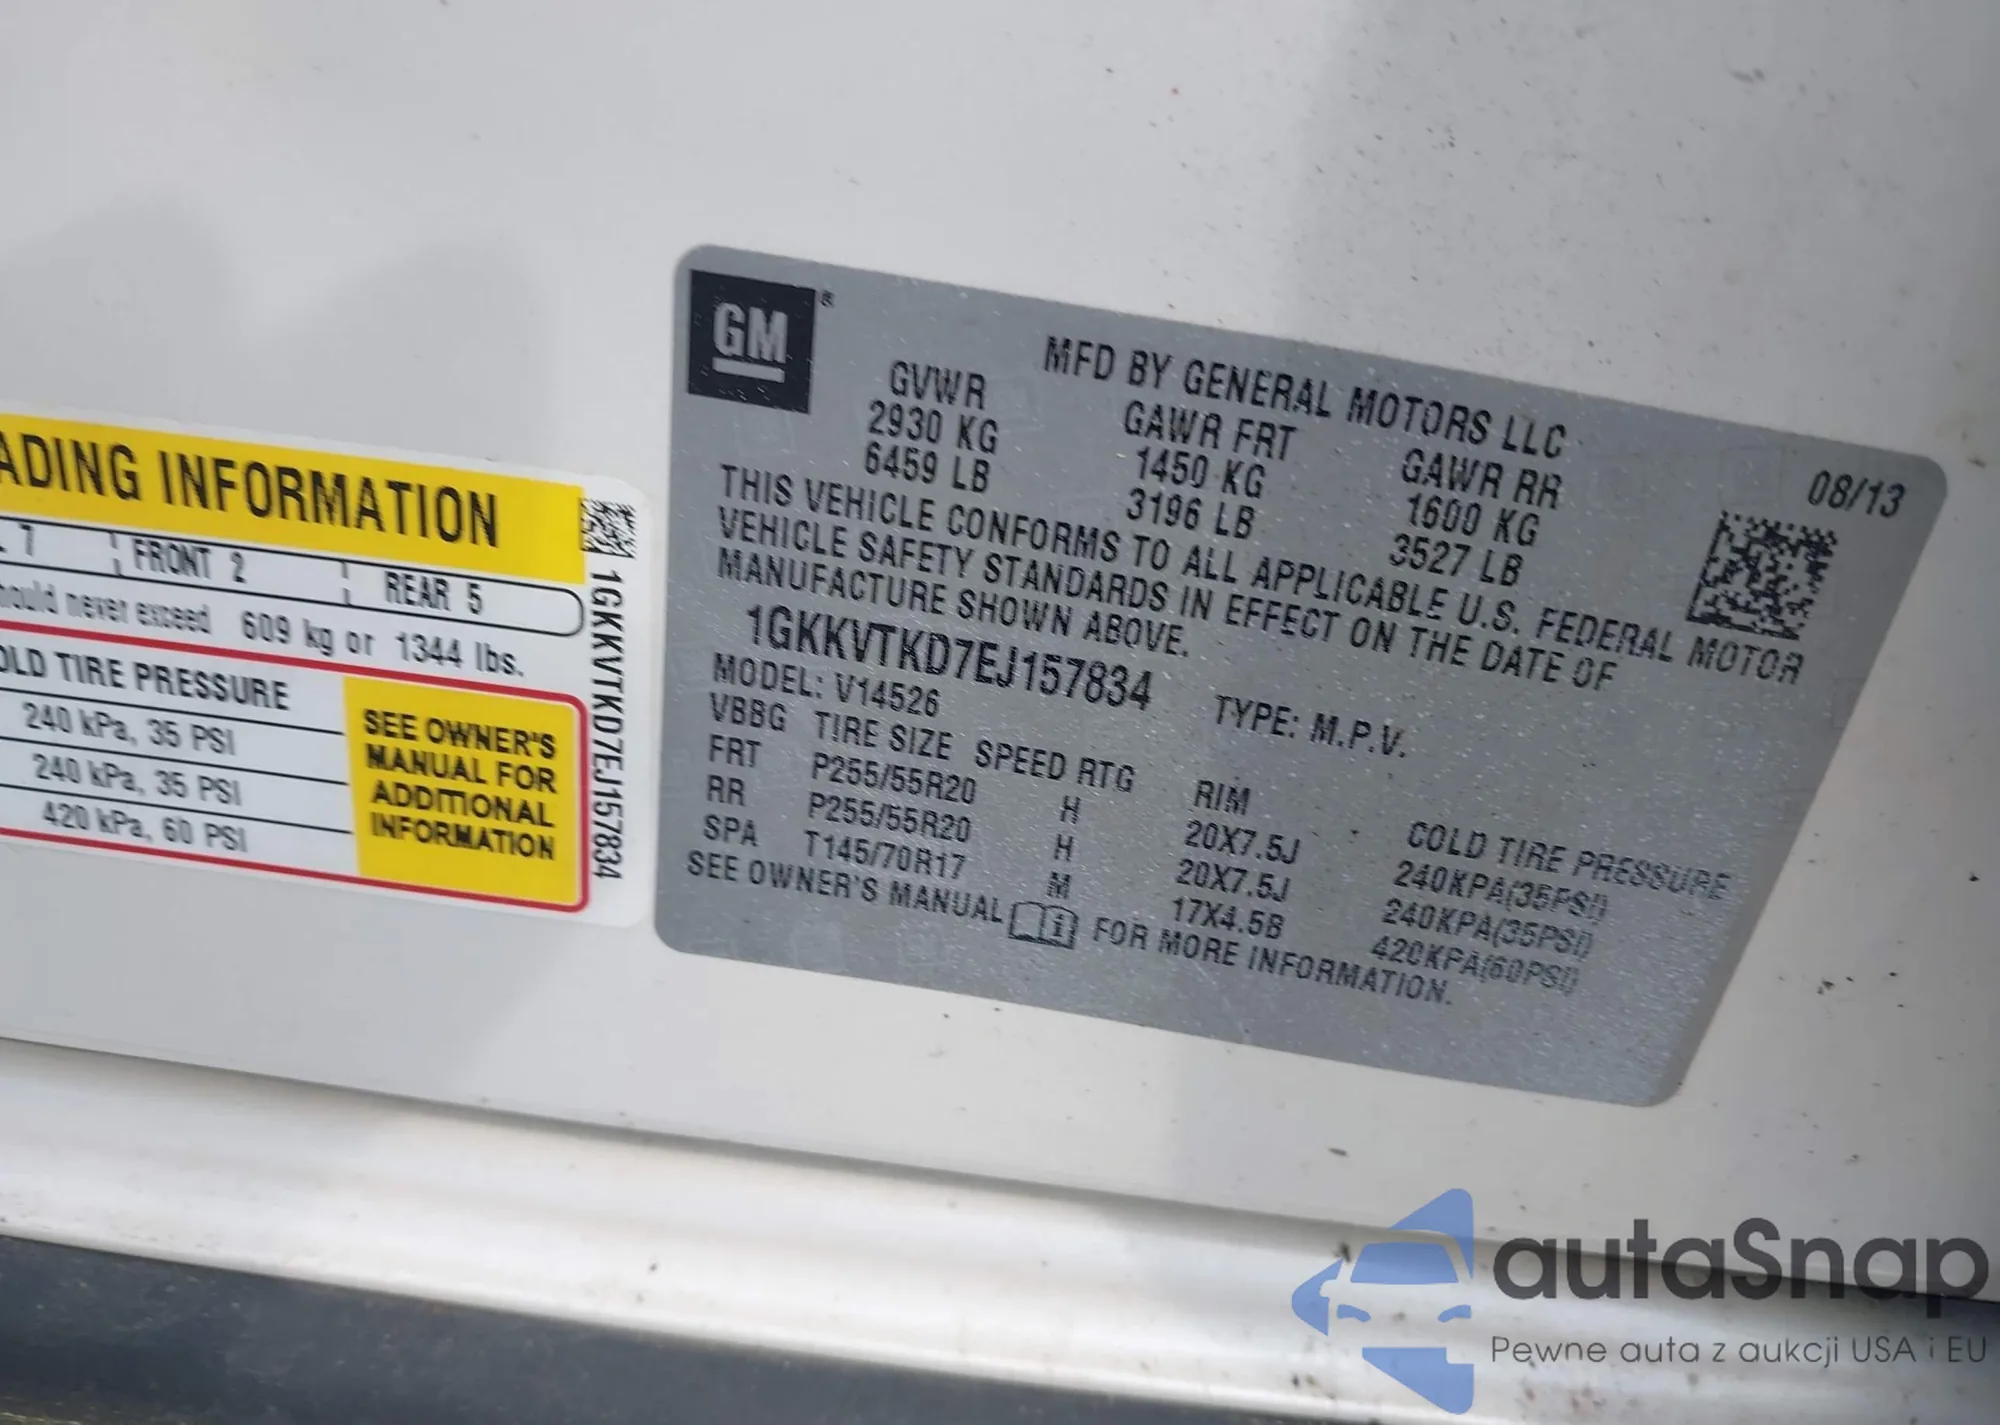 ADING INFORMATION
L 7 FRONT 2 REAR 5
hould never exceed 609 kg or 1344 lbs.
OLD TIRE PRESSURE
240 kPa, 35 PSI
240 kPa, 35 PSI
420 kPa, 60 PSI
SEE OWNER'S
MANUAL FOR
ADDITIONAL
INFORMATION
1GKKVTKD7EJ157834
GM®
MFD BY GENERAL MOTORS LLC
08/13
GVWR GAWR FRT GAWR RR
2930 KG 1450 KG 1600 KG
6459 LB 3196 LB 3527 LB
THIS VEHICLE CONFORMS TO ALL APPLICABLE U.S. FEDERAL MOTOR
VEHICLE SAFETY STANDARDS IN EFFECT ON THE DATE OF
MANUFACTURE SHOWN ABOVE.
1GKKVTKD7EJ157834 TYPE: M.P.V.
MODEL: V14526
VBBG TIRE SIZE SPEED RTG RIM COLD TIRE PRESSURE
FRT P255/55R20 H 20X7.5J 240KPA(35PSI)
RR P255/55R20 H 20X7.5J 240KPA(35PSI)
SPA T145/70R17 M 17X4.5B 420KPA(60PSI)
SEE OWNER'S MANUAL FOR MORE INFORMATION.
autaSnap
Pewne auta z aukcji USA i EU